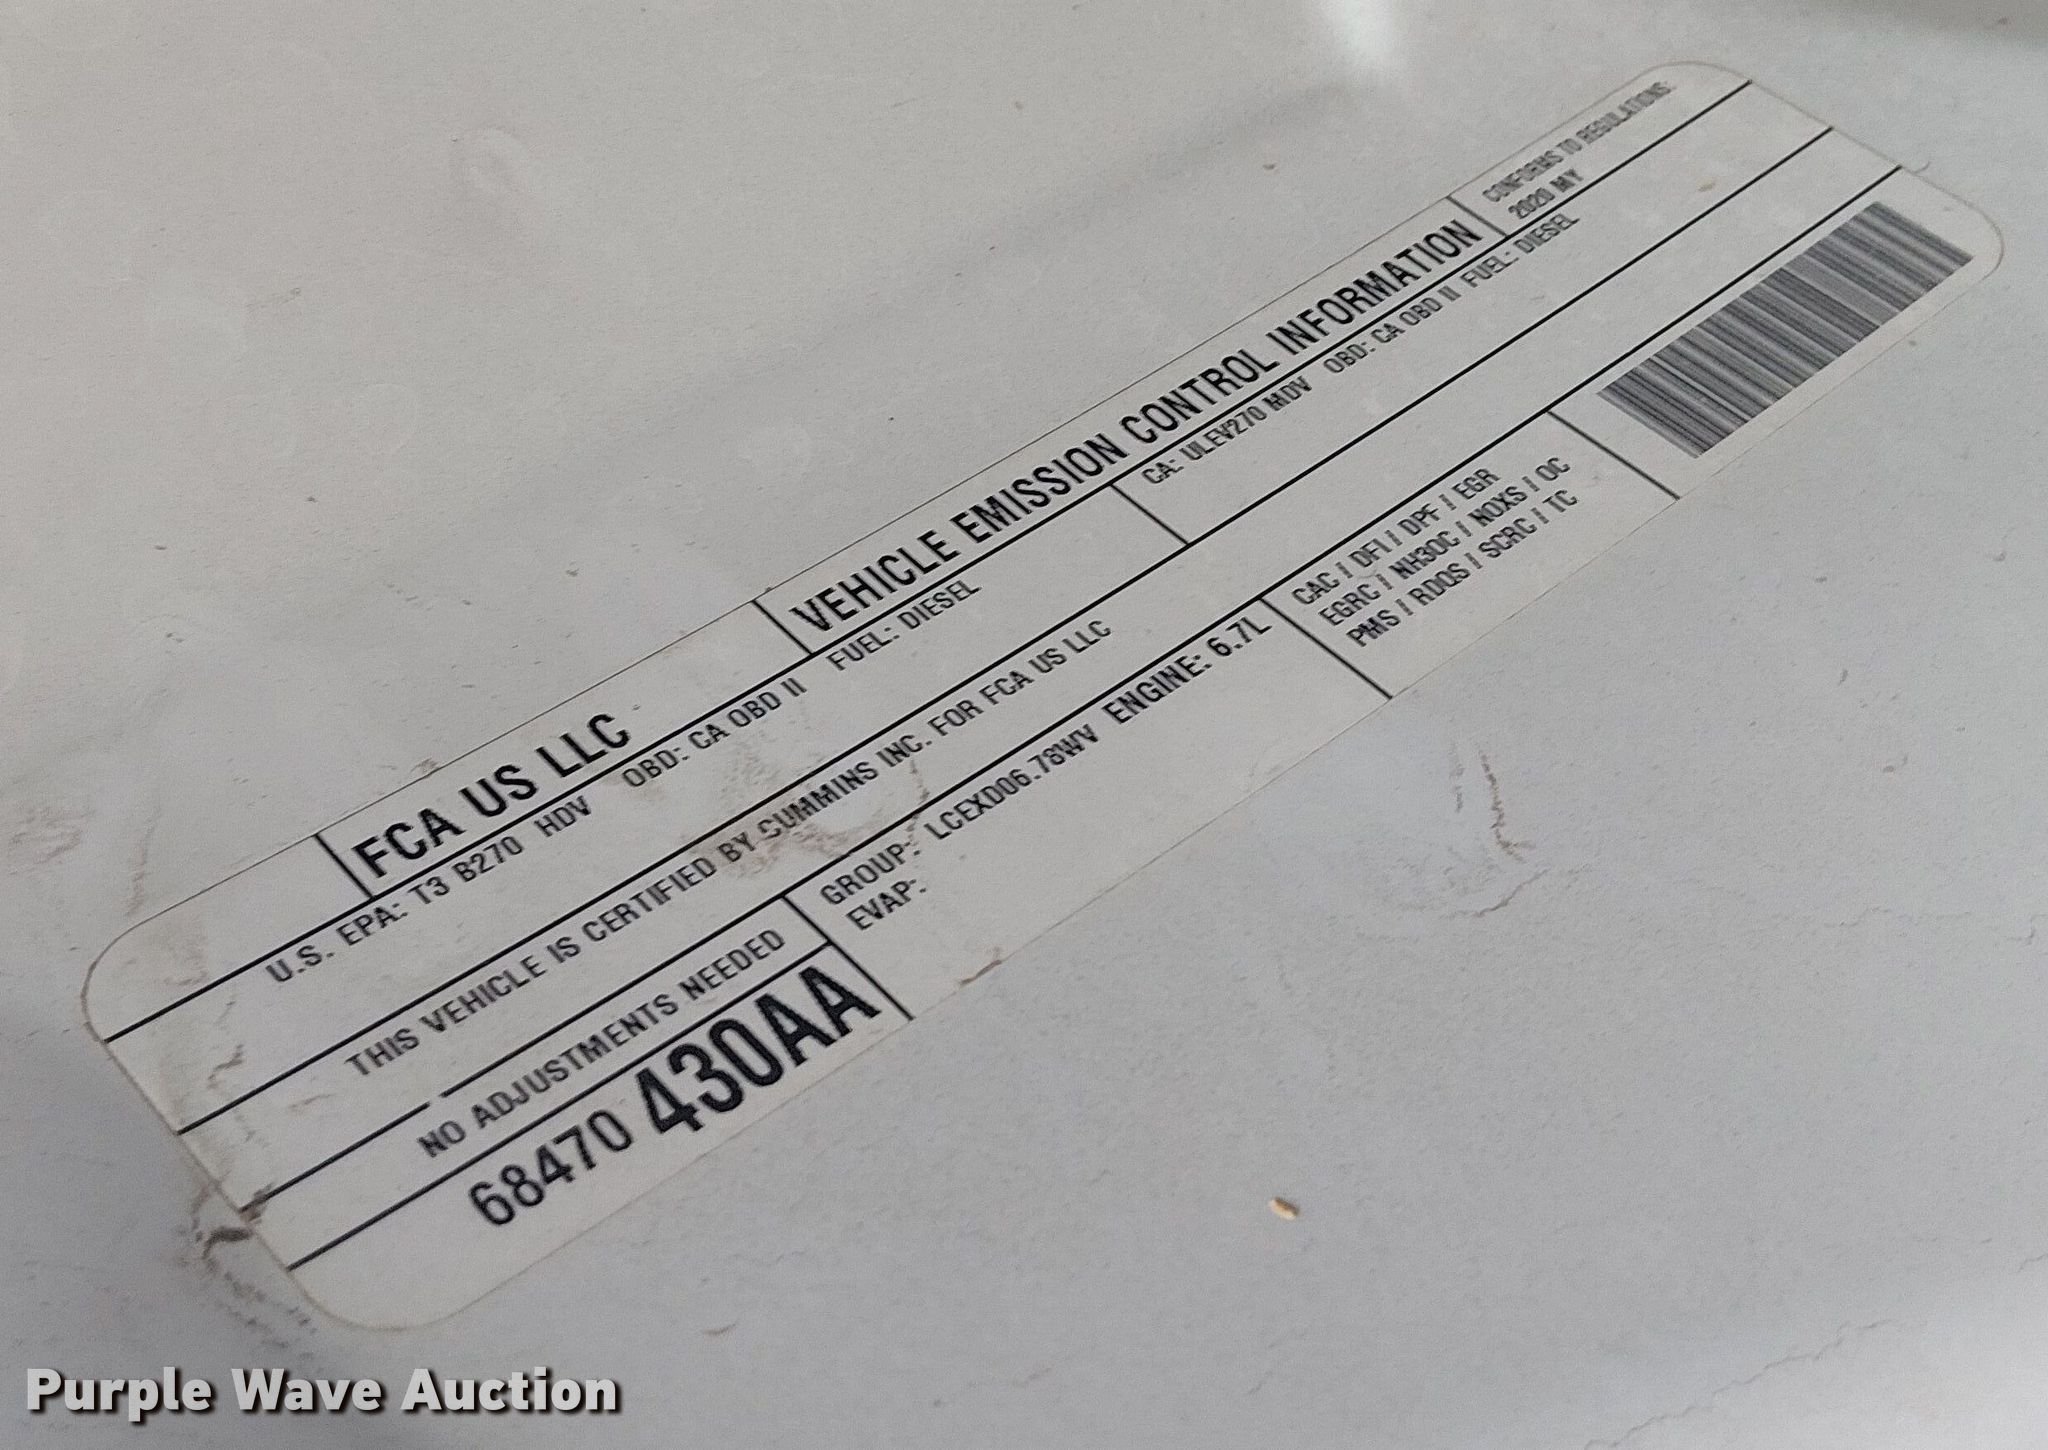 FCA US LLC
VEHICLE EMISSION CONTROL INFORMATION
CONFORMS TO REGULATIONS:
2020 MY
U.S. EPA: T3 B270 HDV OBD: CA OBD II FUEL: DIESEL
CA: ULEV270 MDV OBD: CA OBD II FUEL: DIESEL
THIS VEHICLE IS CERTIFIED BY CUMMINS INC. FOR FCA US LLC
NO ADJUSTMENTS NEEDED
68470 430AA
GROUP: LCEXD06.78WV ENGINE: 6.7L
EVAP:
CAC / DFI / DPF / EGR
EGRC / NH3OC / NOXS / OC
PMS / RDQS / SCRC / TC
Purple Wave Auction